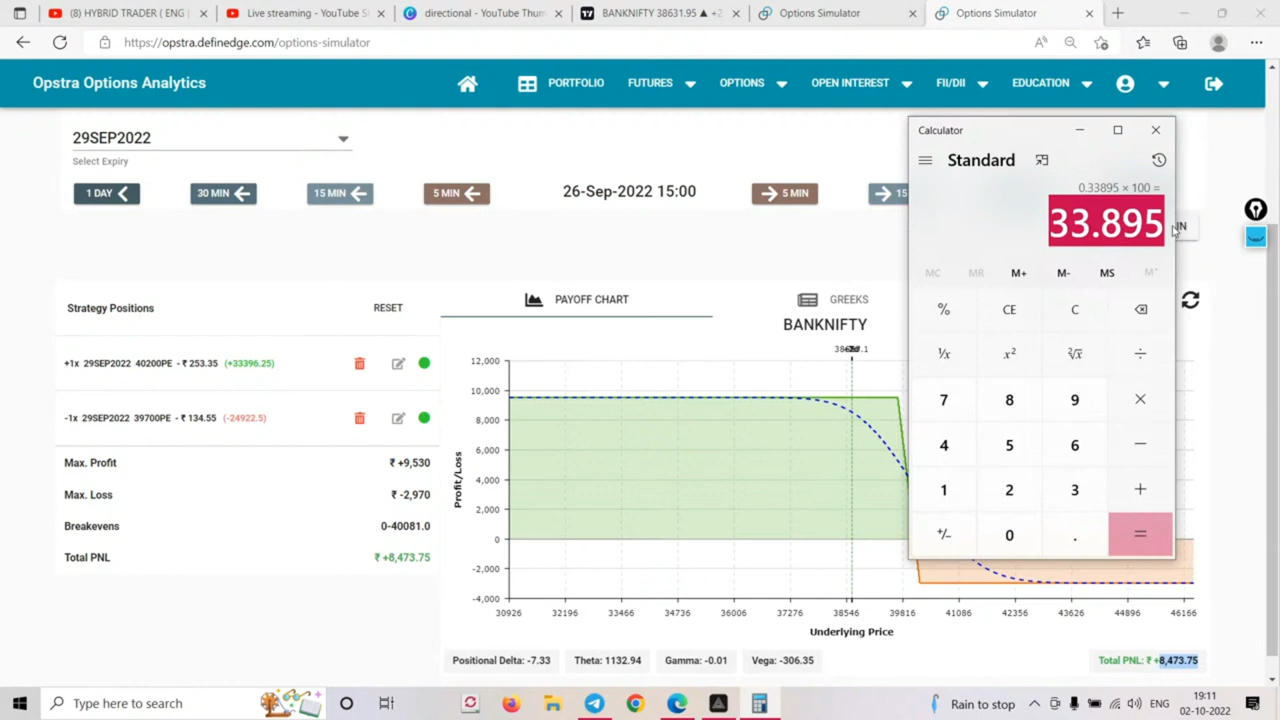 (8) HYBRID TRADER ( ENG |
Live streaming - YouTube S
directional - YouTube Thum
BANKNIFTY 38631.95 ▲ +2
Options Simulator
Options Simulator
https://opstra.definedge.com/options-simulator
Opstra Options Analytics
PORTFOLIO
FUTURES
OPTIONS
OPEN INTEREST
FII/DII
EDUCATION
29SEP2022
Select Expiry
1 DAY
30 MIN
15 MIN
5 MIN
26-Sep-2022 15:00
5 MIN
15
IN
Calculator
Standard
0.33895 × 100 =
33.895
MC
MR
M+
M-
MS
M˅
%
CE
C
¹/x
x²
²√x
÷
7
8
9
×
4
5
6
−
1
2
3
+
+/−
0
.
=
Strategy Positions
RESET
+1x 29SEP2022 40200PE - ₹ 253.35 (+33396.25)
-1x 29SEP2022 39700PE - ₹ 134.55 (-24922.5)
Max. Profit ₹ +9,530
Max. Loss ₹ -2,970
Breakevens 0-40081.0
Total PNL ₹ +8,473.75
PAYOFF CHART
GREEKS
BANKNIFTY
12,000
10,000
8,000
6,000
4,000
2,000
0
-2,000
-4,000
Profit/Loss
30926 32196 33466 34736 36006 37276 38546 39816 41086 42356 43626 44896 46166
Underlying Price
Positional Delta: -7.33
Theta: 1132.94
Gamma: -0.01
Vega: -306.35
Total PNL: ₹ +8,473.75
Type here to search
Rain to stop
ENG
19:11
02-10-2022